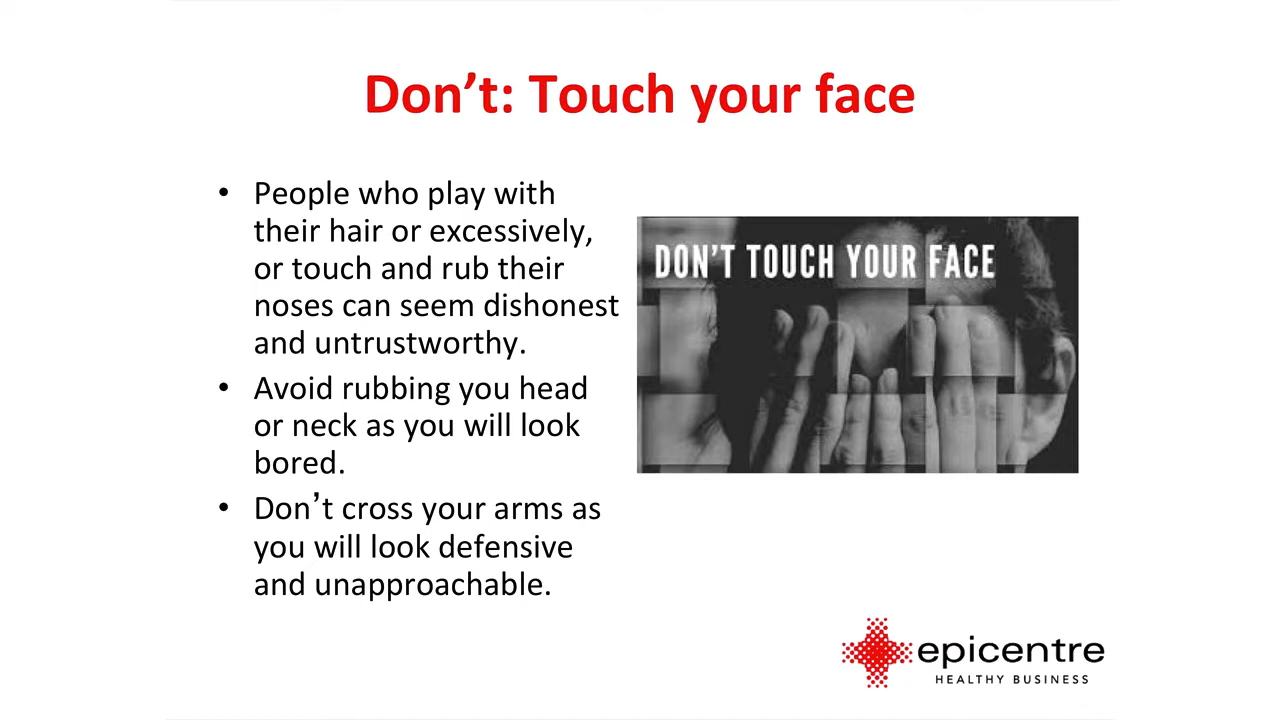 Don’t: Touch your face
• People who play with
their hair or excessively,
or touch and rub their
noses can seem dishonest
and untrustworthy.
• Avoid rubbing you head
or neck as you will look
bored.
• Don’t cross your arms as
you will look defensive
and unapproachable.
DON’T TOUCH YOUR FACE
epicentre
HEALTHY BUSINESS